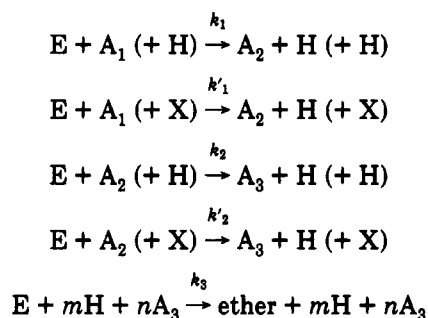 E + A₁ (+ H) →k₁ A₂ + H (+ H)
E + A₁ (+ X) →k'₁ A₂ + H (+ X)
E + A₂ (+ H) →k₂ A₃ + H (+ H)
E + A₂ (+ X) →k'₂ A₃ + H (+ X)
E + mH + nA₃ →k₃ ether + mH + nA₃